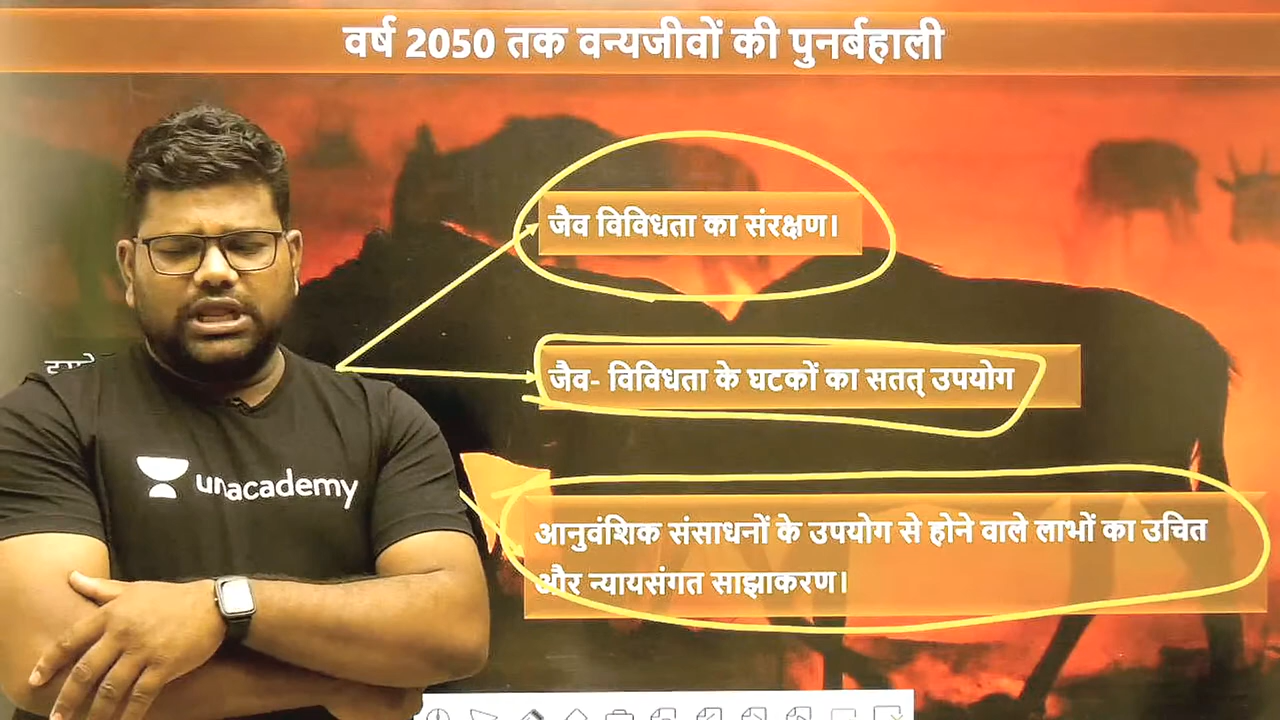 वर्ष 2050 तक वन्यजीवों की पुनर्बहाली
जैव विविधता का संरक्षण।
जैव- विविधता के घटकों का सतत् उपयोग
unacademy
आनुवंशिक संसाधनों के उपयोग से होने वाले लाभों का उचित
और न्यायसंगत साझाकरण।